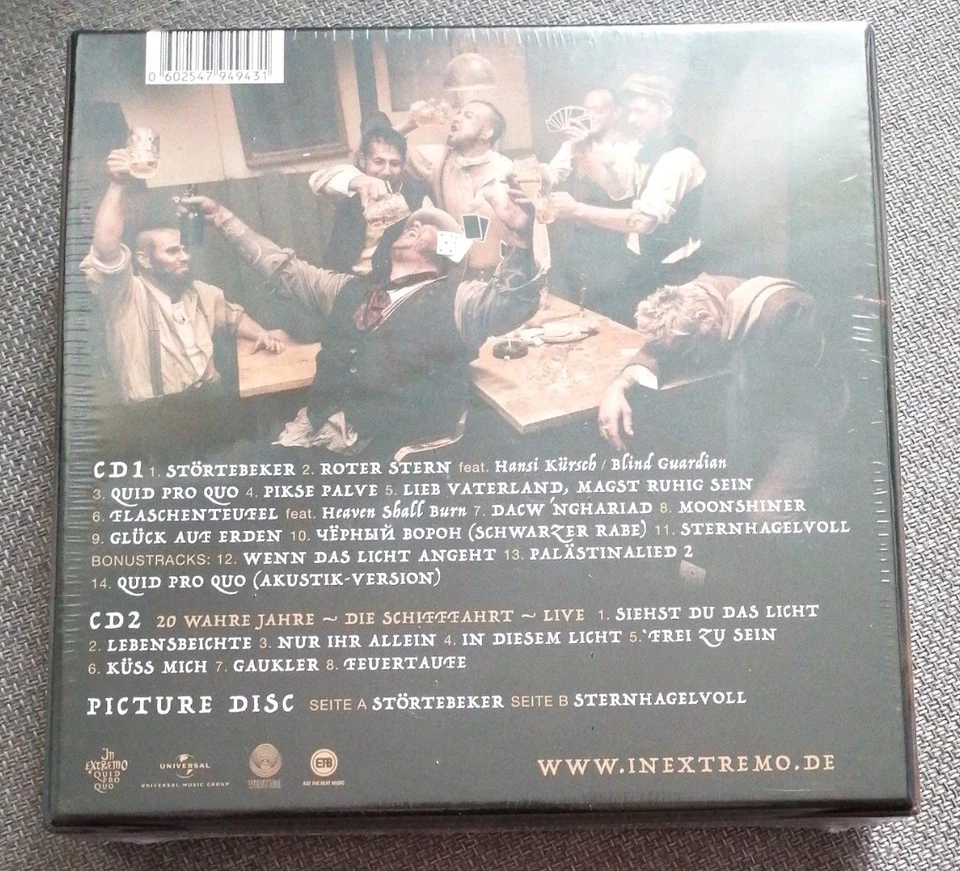 0 602547 949431
CD1 1. STÖRTEBEKER 2. ROTER STERN feat. Hansi Kürsch / Blind Guardian
3. QUID PRO QUO 4. PIKSE PALVE 5. LIEB VATERLAND, MAGST RUHIG SEIN
6. FLASCHENTEUFEL feat. Heaven Shall Burn 7. DACW ́NGHARIAD 8. MOONSHINER
9. GLÜCK AUF ERDEN 10. ЧЁРНЫЙ ВОРОН (SCHWARZER RABE) 11. STERNHAGELVOLL
BONUSTRACKS: 12. WENN DAS LICHT ANGEHT 13. PALÄSTINALIED 2
14. QUID PRO QUO (AKUSTIK-VERSION)
CD2 20 WAHRE JAHRE ~ DIE SCHIFFFAHRT ~ LIVE 1. SIEHST DU DAS LICHT
2. LEBENSBEICHTE 3. NUR IHR ALLEIN 4. IN DIESEM LICHT 5. FREI ZU SEIN
6. KÜSS MICH 7. GAUKLER 8. FEUERTAUFE
PICTURE DISC SEITE A STÖRTEBEKER SEITE B STERNHAGELVOLL
In
EXTREMO
QUID
PRO
QUO
UNIVERSAL
UNIVERSAL MUSIC GROUP
WWW.INEXTREMO.DE